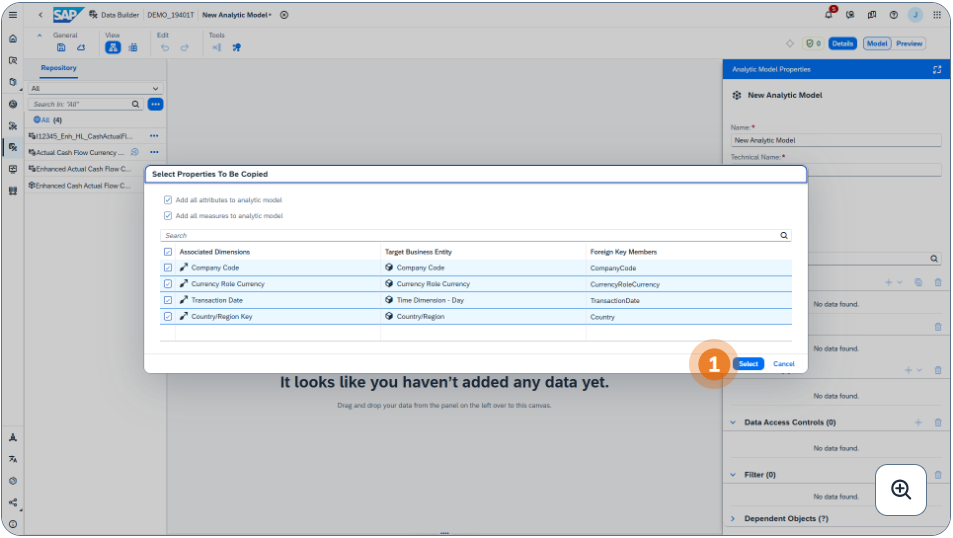 SAP Data Builder DEMO_19401T New Analytic Model* 5 J
General View Edit Tools
0 Details Model Preview
Repository
All
Search in: "All"
All (4)
I12345_Enh_HL_CashActualFl...
Actual Cash Flow Currency ...
Enhanced Actual Cash Flow C...
Enhanced Cash Actual Flow C...
Analytic Model Properties
New Analytic Model
Name:*
New Analytic Model
Technical Name:*
Select Properties To Be Copied
Add all attributes to analytic model
Add all measures to analytic model
Search
Associated Dimensions Target Business Entity Foreign Key Members
Company Code Company Code CompanyCode
Currency Role Currency Currency Role Currency CurrencyRoleCurrency
Transaction Date Time Dimension - Day TransactionDate
Country/Region Key Country/Region Country
1 Select Cancel
It looks like you haven't added any data yet.
Drag and drop your data from the panel on the left over to this canvas.
No data found.
No data found.
No data found.
Data Access Controls (0)
No data found.
Filter (0)
No data found.
Dependent Objects (?)